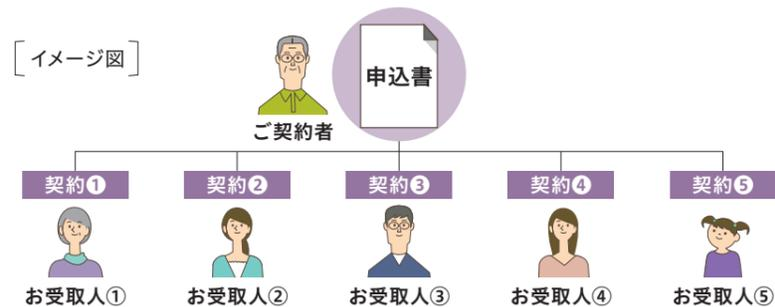 [イメージ図]
申込書
ご契約者
契約❶ 契約❷ 契約❸ 契約❹ 契約❺
お受取人① お受取人② お受取人③ お受取人④ お受取人⑤